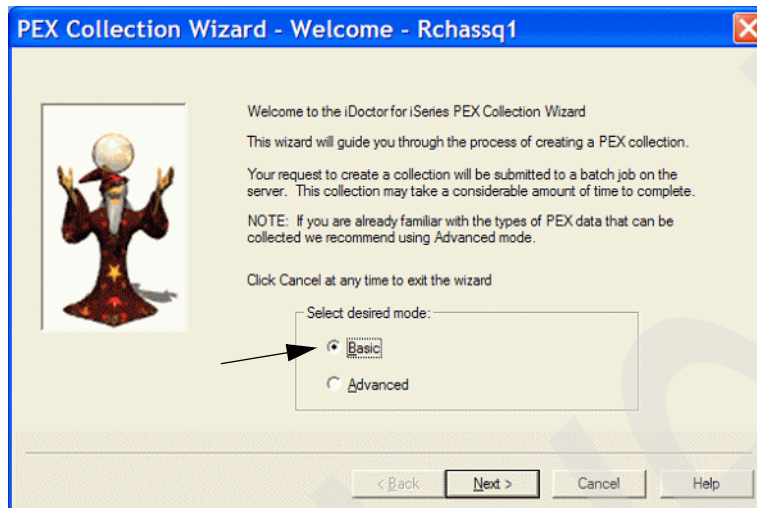 PEX Collection Wizard - Welcome - Rchassq1
Welcome to the iDoctor for iSeries PEX Collection Wizard
This wizard will guide you through the process of creating a PEX collection.
Your request to create a collection will be submitted to a batch job on the
server. This collection may take a considerable amount of time to complete.
NOTE: If you are already familiar with the types of PEX data that can be
collected we recommend using Advanced mode.
Click Cancel at any time to exit the wizard
Select desired mode:
Basic
Advanced
< Back Next > Cancel Help